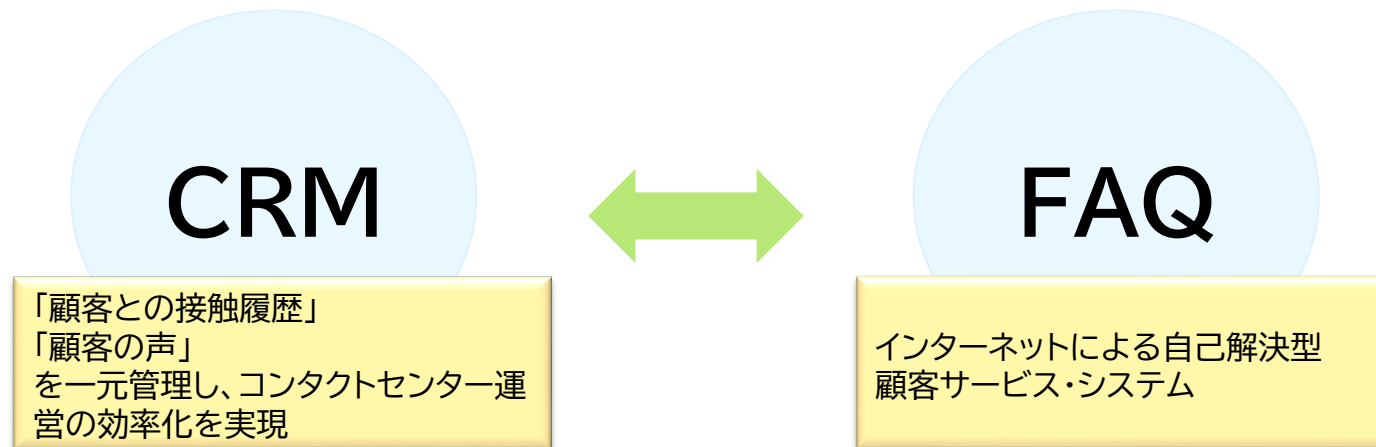 CRM
FAQ
「顧客との接触履歴」
「顧客の声」
を一元管理し、コンタクトセンター運
営の効率化を実現
インターネットによる自己解決型
顧客サービス・システム